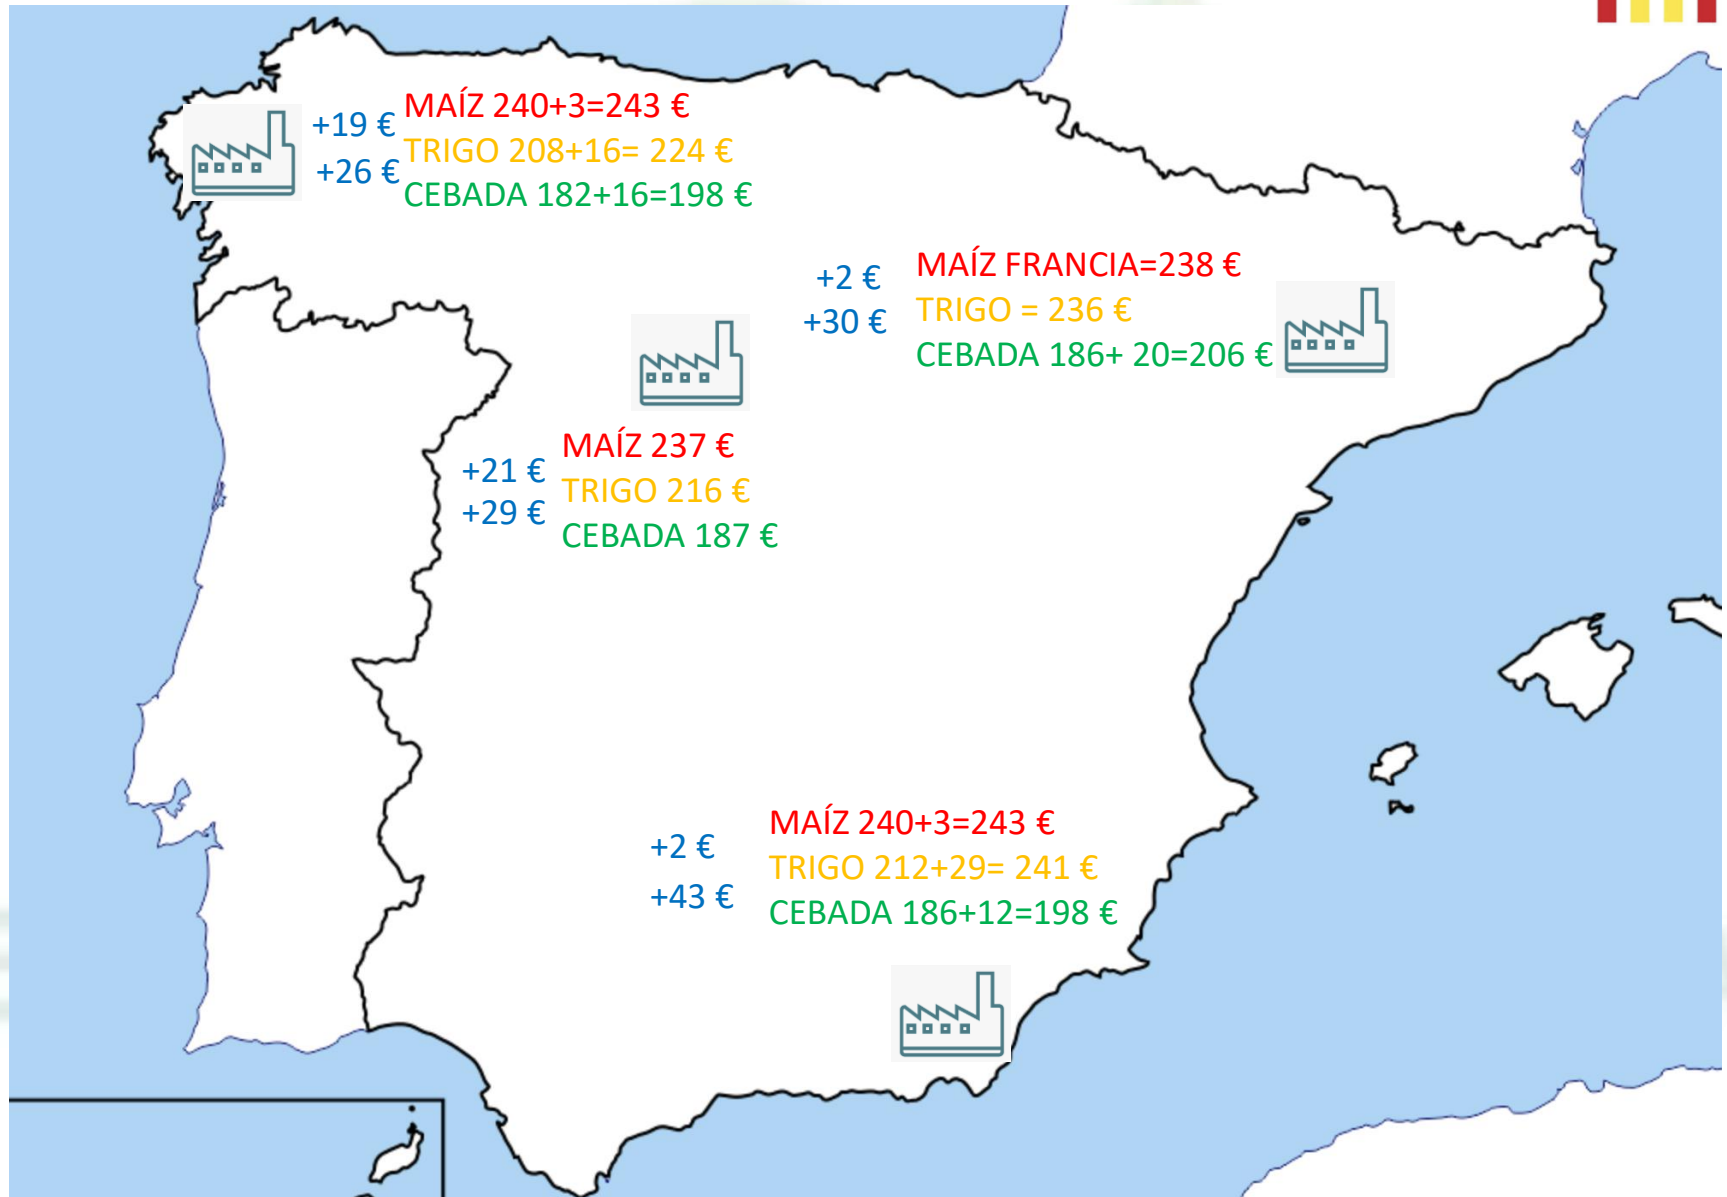 +19 €
+26 €
MAÍZ 240+3=243 €
TRIGO 208+16= 224 €
CEBADA 182+16=198 €
+2 €
+30 €
MAÍZ FRANCIA=238 €
TRIGO = 236 €
CEBADA 186+ 20=206 €
+21 €
+29 €
MAÍZ 237 €
TRIGO 216 €
CEBADA 187 €
+2 €
+43 €
MAÍZ 240+3=243 €
TRIGO 212+29= 241 €
CEBADA 186+12=198 €